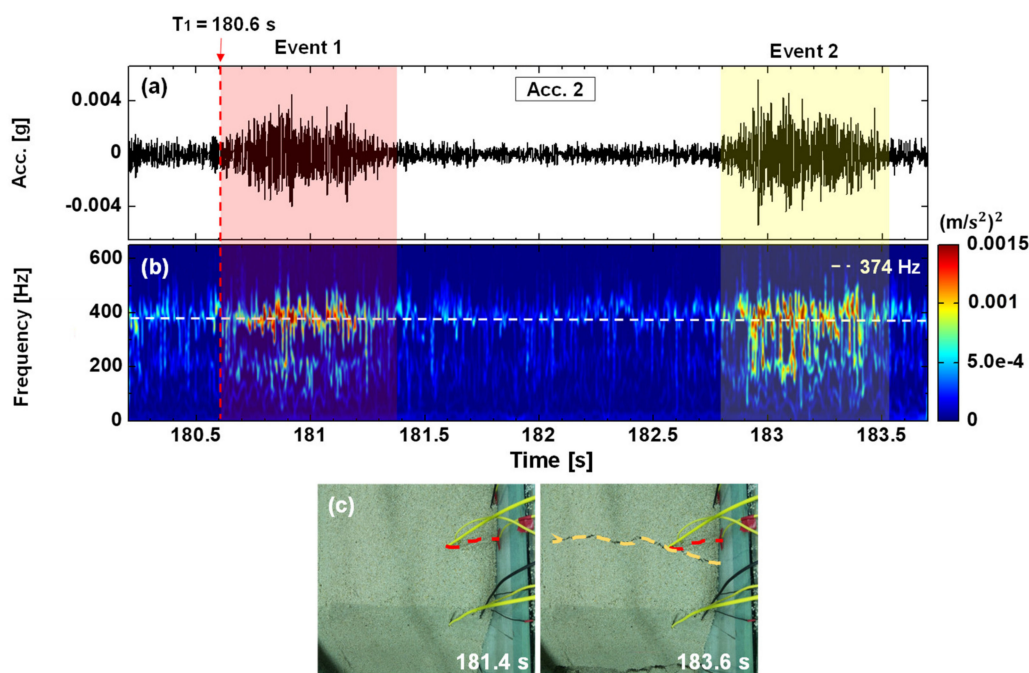 T1 = 180.6 s
Event 1
Event 2
(a)
Acc. 2
Acc. [g]
0.004
0
-0.004
(m/s²)²
(b)
374 Hz
Frequency [Hz]
600
400
200
0
0.0015
0.001
5.0e-4
0
180.5
181
181.5
182
182.5
183
183.5
Time [s]
(c)
181.4 s
183.6 s